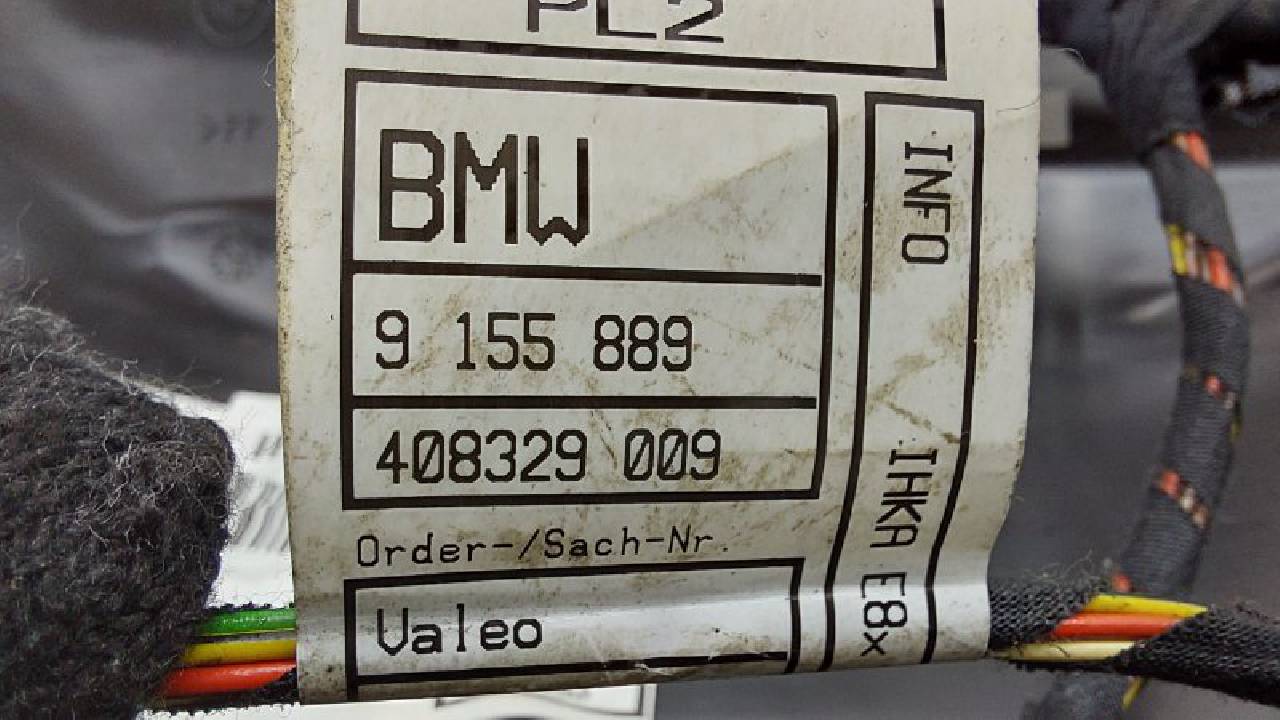 PL2
BMW
9 155 889
408329 009
Order-/Sach-Nr.
Valeo
INFO
IHKA E8x